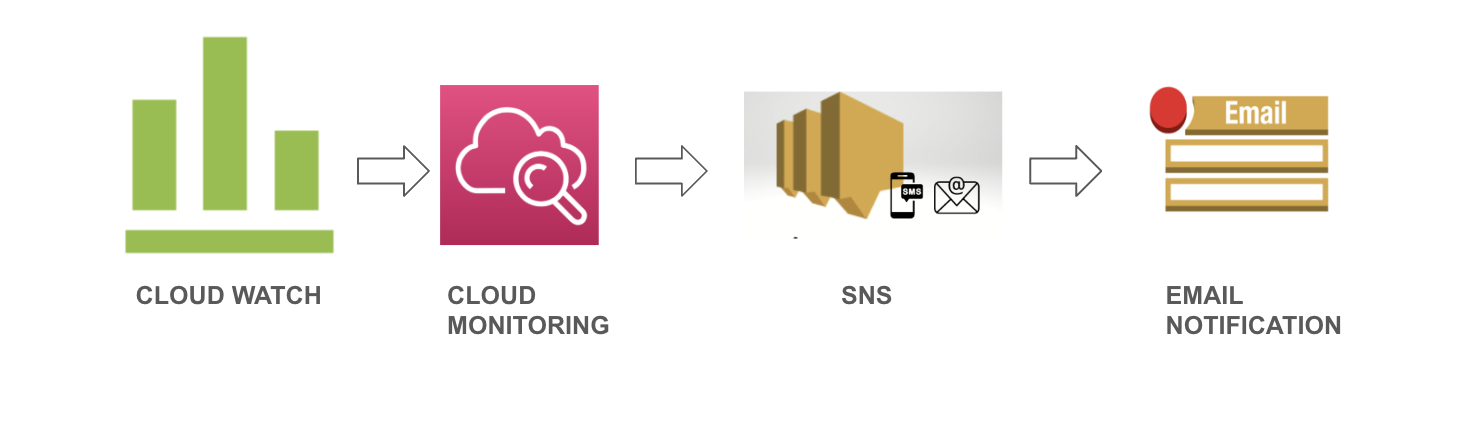 Email
SMS
@
CLOUD WATCH
CLOUD
MONITORING
SNS
EMAIL
NOTIFICATION